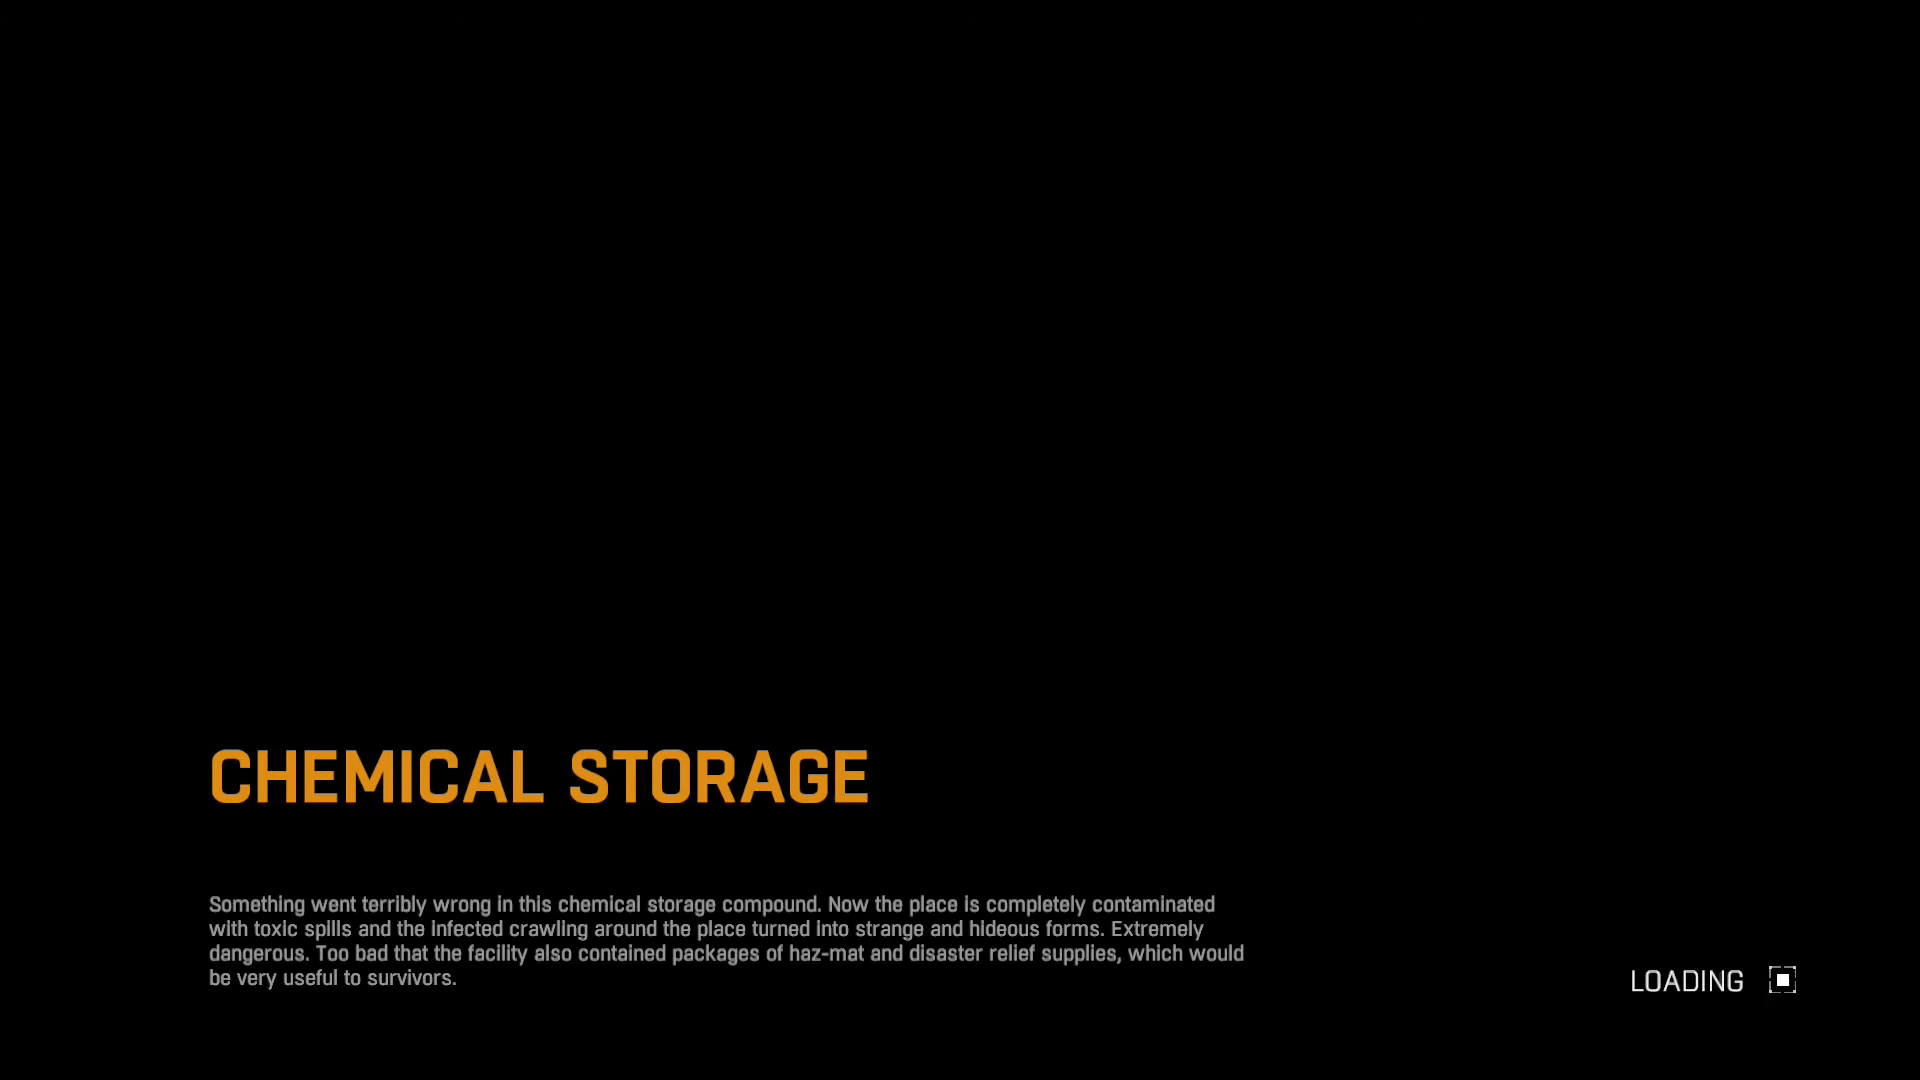 CHEMICAL STORAGE
Something went terribly wrong in this chemical storage compound. Now the place is completely contaminated
with toxic spills and the infected crawling around the place turned into strange and hideous forms. Extremely
dangerous. Too bad that the facility also contained packages of haz-mat and disaster relief supplies, which would
be very useful to survivors.
LOADING